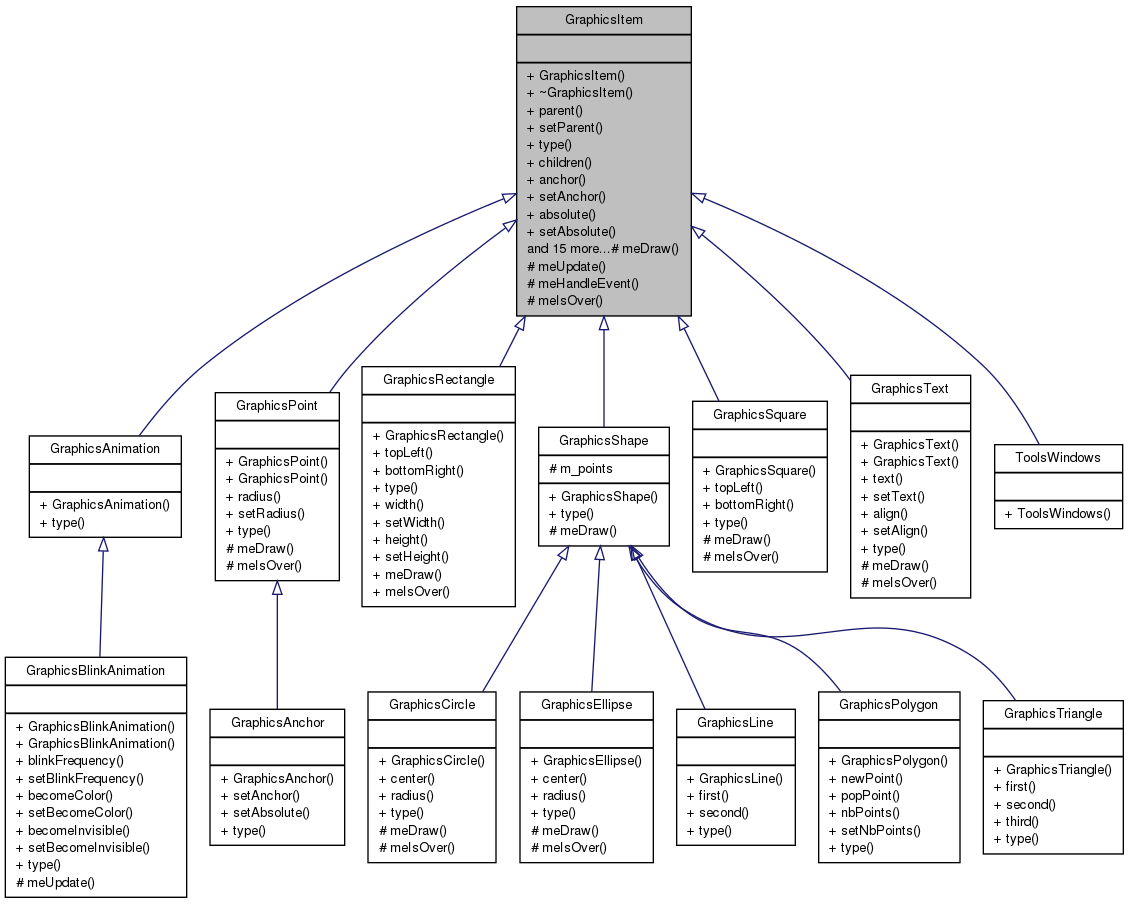 GraphicsItem
+ GraphicsItem()
+ ~GraphicsItem()
+ parent()
+ setParent()
+ type()
+ children()
+ anchor()
+ setAnchor()
+ absolute()
+ setAbsolute()
and 15 more...# meDraw()
# meUpdate()
# meHandleEvent()
# meIsOver()
GraphicsAnimation
+ GraphicsAnimation()
+ type()
GraphicsPoint
+ GraphicsPoint()
+ GraphicsPoint()
+ radius()
+ setRadius()
+ type()
# meDraw()
# meIsOver()
GraphicsRectangle
+ GraphicsRectangle()
+ topLeft()
+ bottomRight()
+ type()
+ width()
+ setWidth()
+ height()
+ setHeight()
+ meDraw()
+ meIsOver()
GraphicsShape
# m_points
+ GraphicsShape()
+ type()
# meDraw()
GraphicsSquare
+ GraphicsSquare()
+ topLeft()
+ bottomRight()
+ type()
# meDraw()
# meIsOver()
GraphicsText
+ GraphicsText()
+ GraphicsText()
+ text()
+ setText()
+ align()
+ setAlign()
+ type()
# meDraw()
# meIsOver()
ToolsWindows
+ ToolsWindows()
GraphicsBlinkAnimation
+ GraphicsBlinkAnimation()
+ GraphicsBlinkAnimation()
+ blinkFrequency()
+ setBlinkFrequency()
+ becomeColor()
+ setBecomeColor()
+ becomeInvisible()
+ setBecomeInvisible()
+ type()
# meUpdate()
GraphicsAnchor
+ GraphicsAnchor()
+ setAnchor()
+ setAbsolute()
+ type()
GraphicsCircle
+ GraphicsCircle()
+ center()
+ radius()
+ type()
# meDraw()
# meIsOver()
GraphicsEllipse
+ GraphicsEllipse()
+ center()
+ radius()
+ type()
# meDraw()
# meIsOver()
GraphicsLine
+ GraphicsLine()
+ first()
+ second()
+ type()
GraphicsPolygon
+ GraphicsPolygon()
+ newPoint()
+ popPoint()
+ nbPoints()
+ setNbPoints()
+ type()
GraphicsTriangle
+ GraphicsTriangle()
+ first()
+ second()
+ third()
+ type()